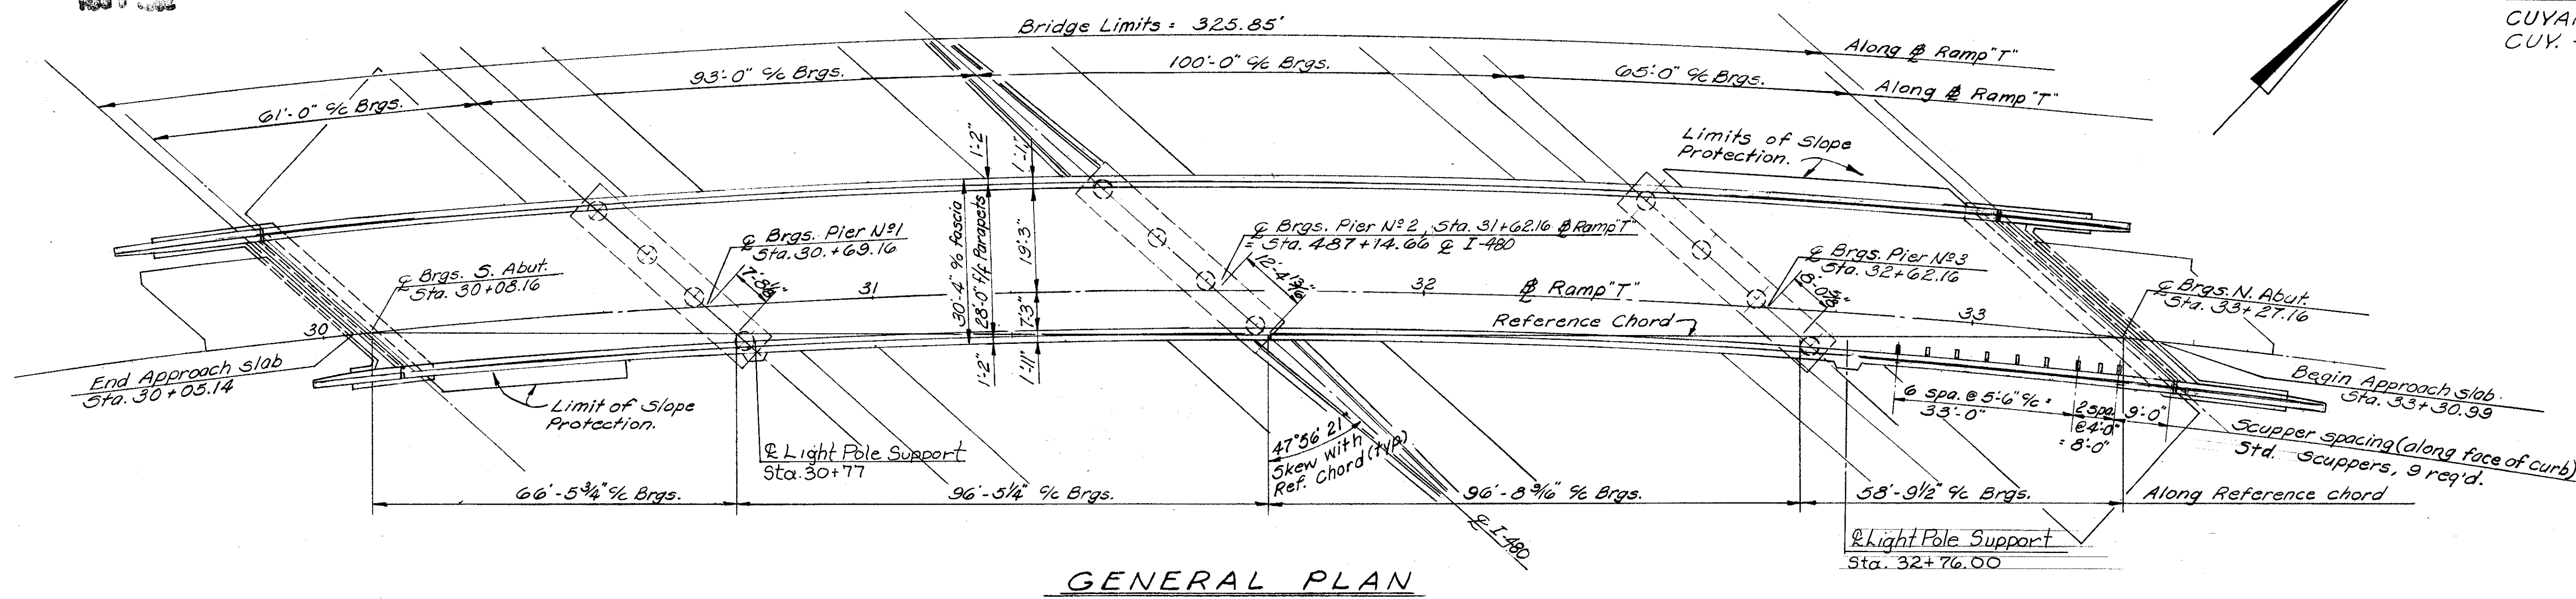 CUYA
CUY.
Bridge Limits = 325.85'
Along ⅊ Ramp "T"
61'-0" c/c Brgs.
93'-0" c/c Brgs.
100'-0" c/c Brgs.
65'-0" c/c Brgs.
Along ⅊ Ramp "T"
Limits of Slope
Protection.
1'-2"
1'-11"
30'-4" o/o fascia
28'-0" f/f Parapets
19'-3"
7'-3"
1'-2"
1'-11"
℄ Brgs. S. Abut.
Sta. 30+08.16
℄ Brgs. Pier Nº1
Sta. 30.+69.16
℄ Brgs. Pier Nº2, Sta. 31+62.16 ⅊ Ramp "T"
= Sta. 487+14.66 ℄ I-480
℄ Brgs. Pier Nº3
Sta. 32+62.16
℄ Brgs. N. Abut.
Sta. 33+27.16
30
31
32
⅊ Ramp "T"
33
Reference Chord
End Approach slab
Sta. 30+05.14
Limit of Slope
Protection.
℄ Light Pole Support
Sta. 30+77
47°56'21"
Skew with
Ref. Chord (typ.)
6 spa. @ 5'-6" c/c =
33'-0"
2 spa.
@4'-0"
= 8'-0"
9'-0"
Begin Approach slab.
Sta. 33+30.99
Scupper spacing (along face of curb)
Std. scuppers, 9 req'd.
66'-5¾" c/c Brgs.
96'-5¼" c/c Brgs.
96'-8 9/16" c/c Brgs.
58'-9½" c/c Brgs.
Along Reference chord
℄ I-480
℄ Light Pole Support
Sta. 32+76.00
GENERAL PLAN